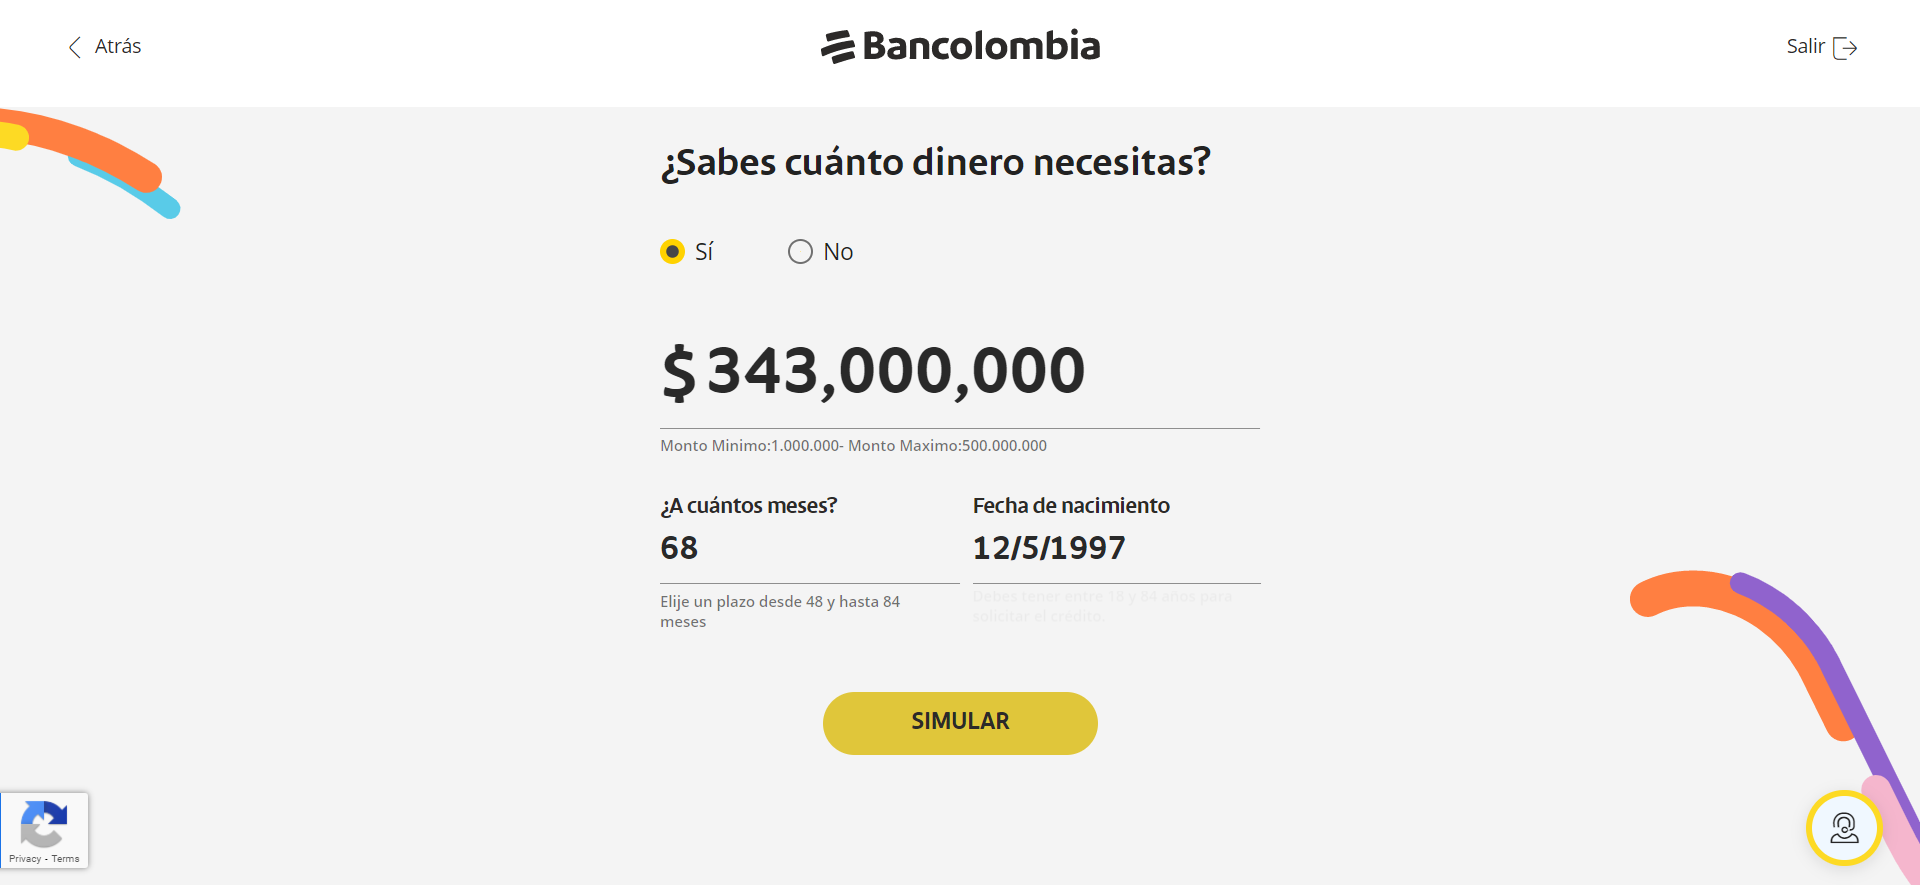 Atrás
Bancolombia
Salir
¿Sabes cuánto dinero necesitas?
Sí
No
$ 343,000,000
Monto Minimo:1.000.000- Monto Maximo:500.000.000
¿A cuántos meses?
Fecha de nacimiento
68
12/5/1997
Elije un plazo desde 48 y hasta 84
meses
Debes tener entre 18 y 84 años para
solicitar el crédito.
SIMULAR
Privacy - Terms